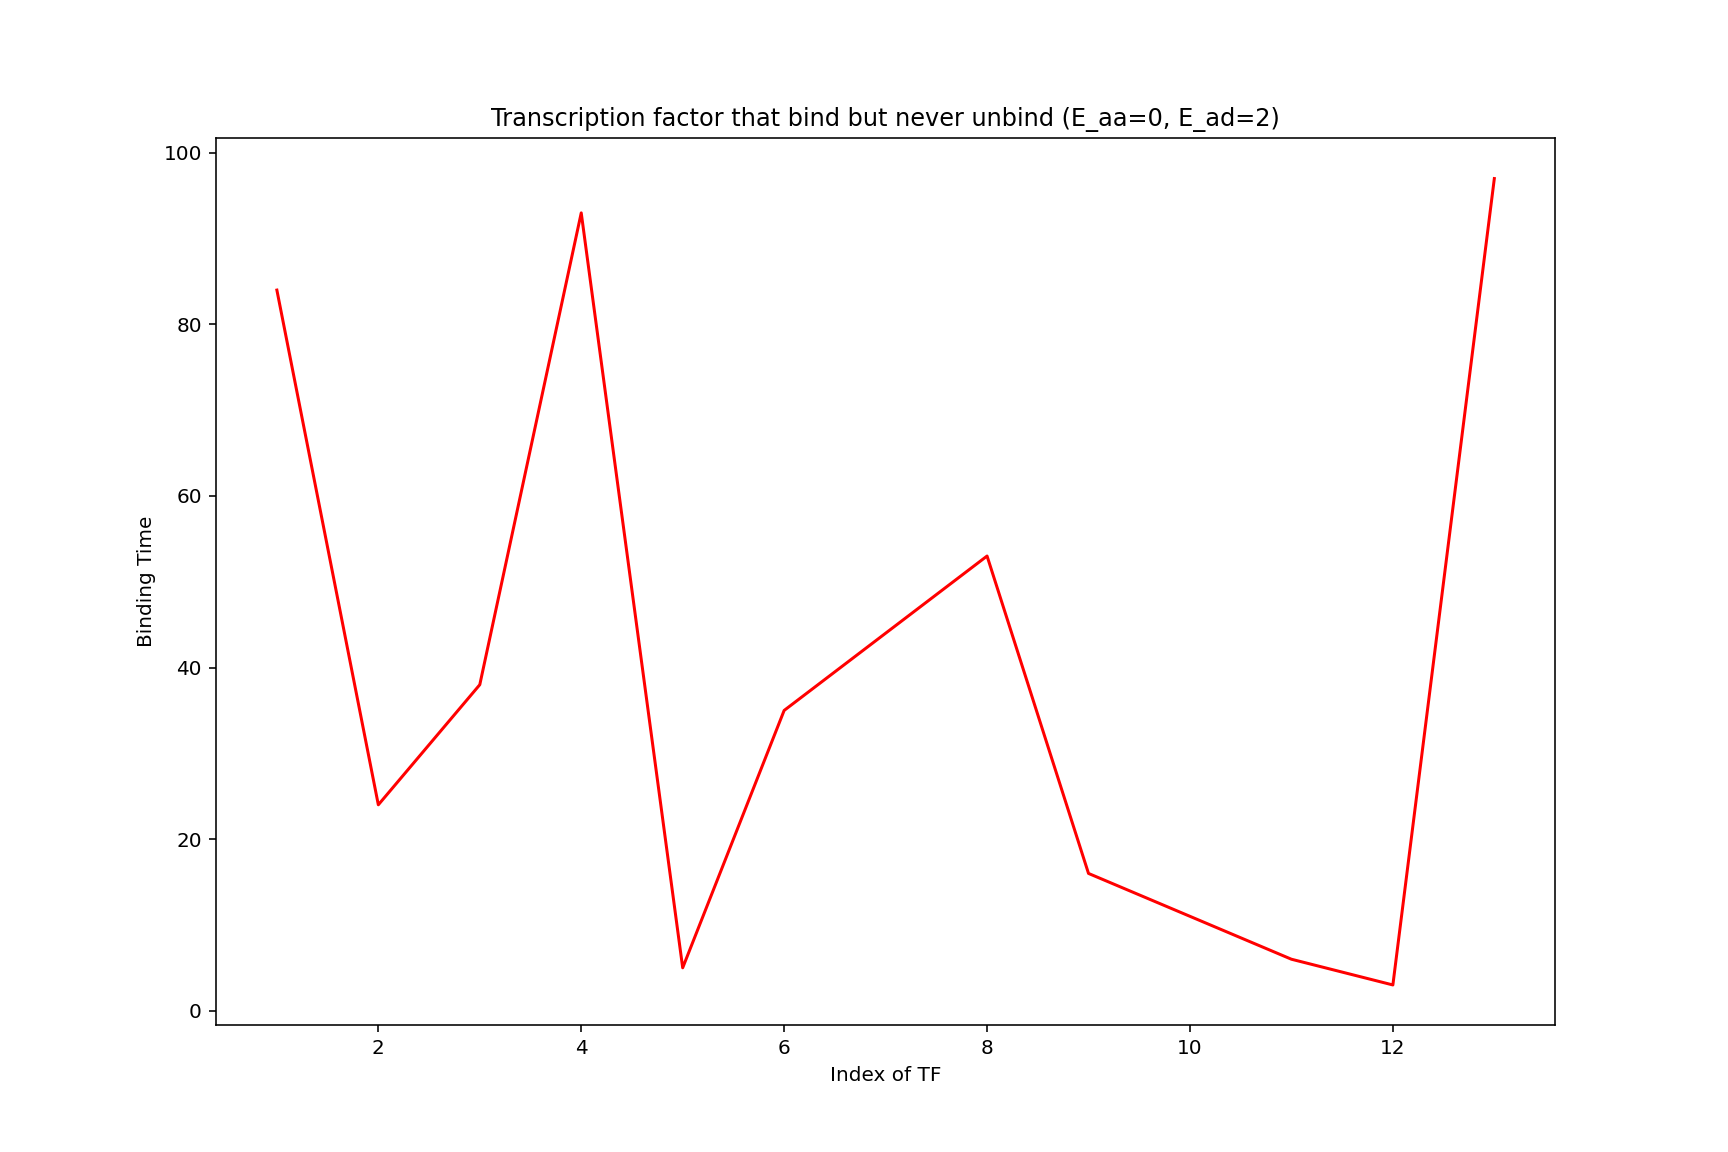 Transcription factor that bind but never unbind (E_aa=0, E_ad=2)
100
80
60
40
20
0
Binding Time
2 4 6 8 10 12
Index of TF